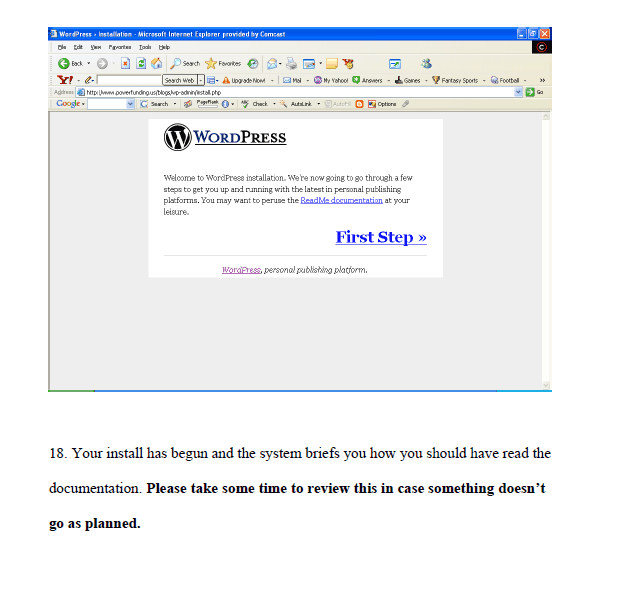 WordPress › Installation - Microsoft Internet Explorer provided by Comcast
File Edit View Favorites Tools Help
Back Search Favorites
Y! Search Web Upgrade Now! Mail My Yahoo! Answers Games Fantasy Sports Football »
Address http://www.powerfunding.us/blogs/wp-admin/install.php Go
Google Search PageRank Check AutoLink AutoFill Options
WORDPRESS
Welcome to WordPress installation. We're now going to go through a few
steps to get you up and running with the latest in personal publishing
platforms. You may want to peruse the ReadMe documentation at your
leisure.
First Step »
WordPress, personal publishing platform.
18. Your install has begun and the system briefs you how you should have read the
documentation. Please take some time to review this in case something doesn’t
go as planned.